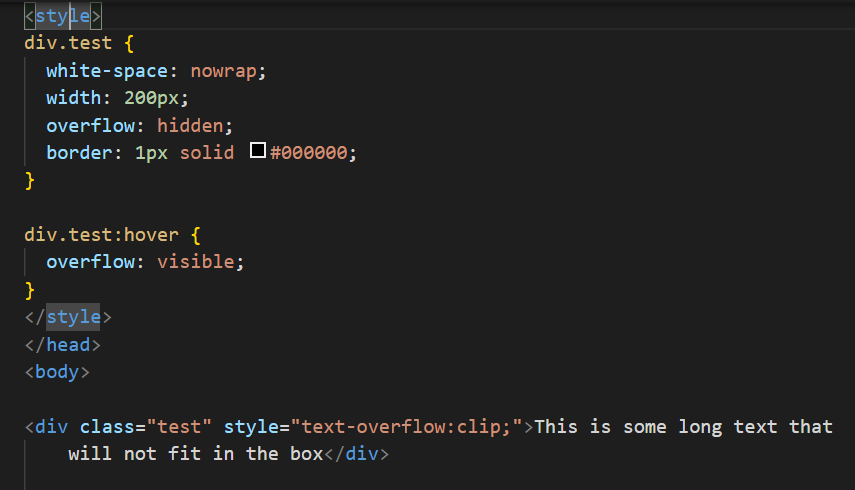 <style>
div.test {
  white-space: nowrap;
  width: 200px;
  overflow: hidden;
  border: 1px solid #000000;
}

div.test:hover {
  overflow: visible;
}
</style>
</head>
<body>

<div class="test" style="text-overflow:clip;">This is some long text that
    will not fit in the box</div>